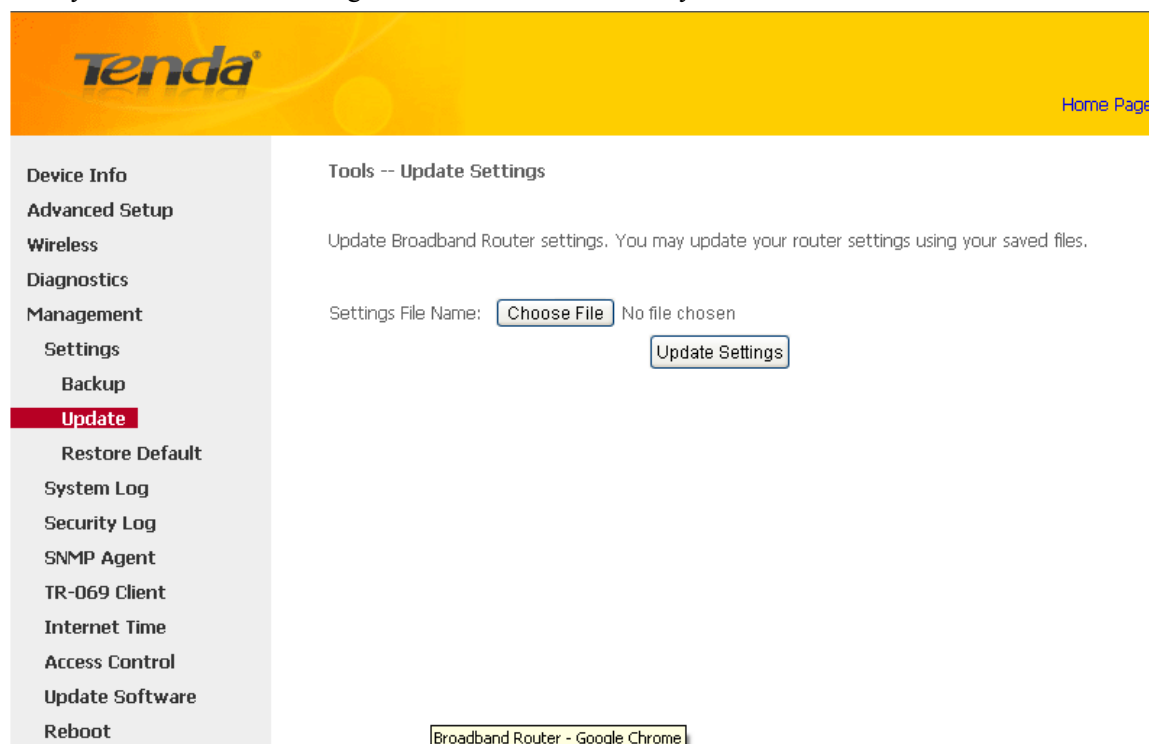 Tenda
Home Page
Device Info
Advanced Setup
Wireless
Diagnostics
Management
Settings
Backup
Update
Restore Default
System Log
Security Log
SNMP Agent
TR-069 Client
Internet Time
Access Control
Update Software
Reboot
Tools -- Update Settings
Update Broadband Router settings. You may update your router settings using your saved files.
Settings File Name: Choose File No file chosen
Update Settings
Broadband Router - Google Chrome